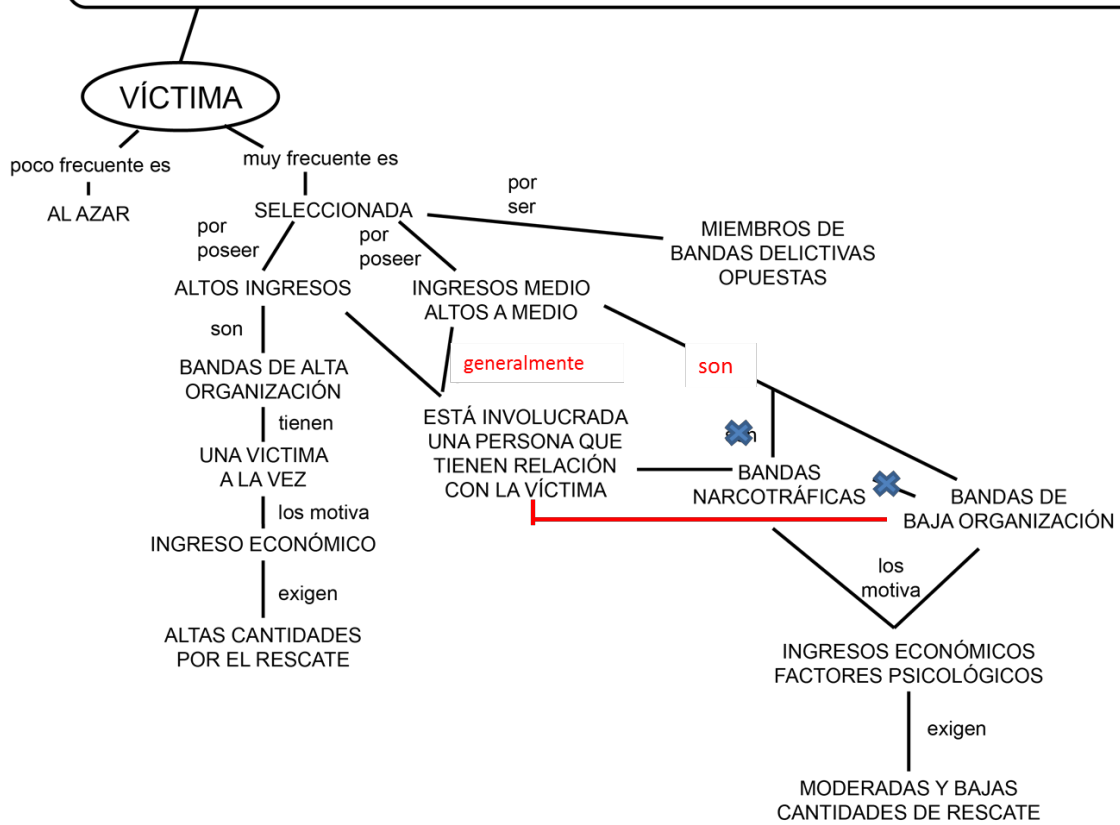 VÍCTIMA
poco frecuente es
muy frecuente es
AL AZAR
SELECCIONADA
por
ser
MIEMBROS DE
BANDAS DELICTIVAS
OPUESTAS
por
poseer
por
poseer
ALTOS INGRESOS
INGRESOS MEDIO
ALTOS A MEDIO
son
generalmente
son
BANDAS DE ALTA
ORGANIZACIÓN
tienen
UNA VICTIMA
A LA VEZ
los motiva
INGRESO ECONÓMICO
exigen
ALTAS CANTIDADES
POR EL RESCATE
ESTÁ INVOLUCRADA
UNA PERSONA QUE
TIENEN RELACIÓN
CON LA VÍCTIMA
BANDAS
NARCOTRÁFICAS
BANDAS DE
BAJA ORGANIZACIÓN
los
motiva
INGRESOS ECONÓMICOS
FACTORES PSICOLÓGICOS
exigen
MODERADAS Y BAJAS
CANTIDADES DE RESCATE